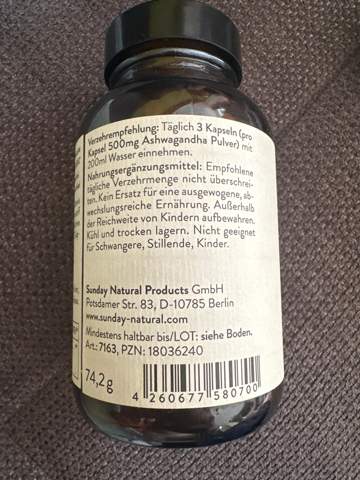 Verzehrempfehlung: Täglich 3 Kapseln (pro
Kapsel 500mg Ashwagandha Pulver) mit
200ml Wasser einnehmen.
Nahrungsergänzungsmittel: Empfohlene
tägliche Verzehrmenge nicht überschrei-
ten. Kein Ersatz für eine ausgewogene, ab-
wechslungsreiche Ernährung. Außerhalb
der Reichweite von Kindern aufbewahren.
Kühl und trocken lagern. Nicht geeignet
für Schwangere, Stillende, Kinder.
Sunday Natural Products GmbH
Potsdamer Str. 83, D-10785 Berlin
www.sunday-natural.com
Mindestens haltbar bis/LOT: siehe Boden.
Art.: 7163, PZN: 18036240
74,2g
4 260677 580700